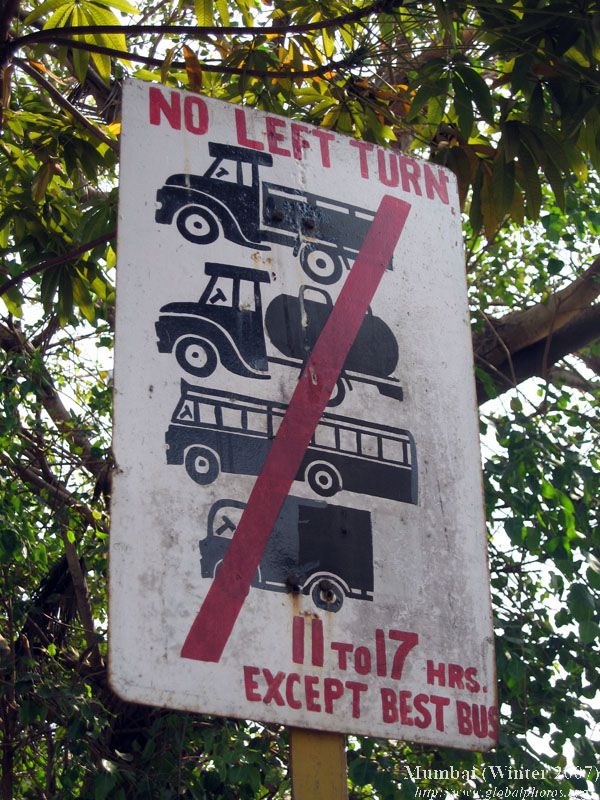 NO LEFT TURN.
11 TO 17 HRS.
EXCEPT BEST BUS
Mumbai (Winter 2007)
http://www.globalphotos.org